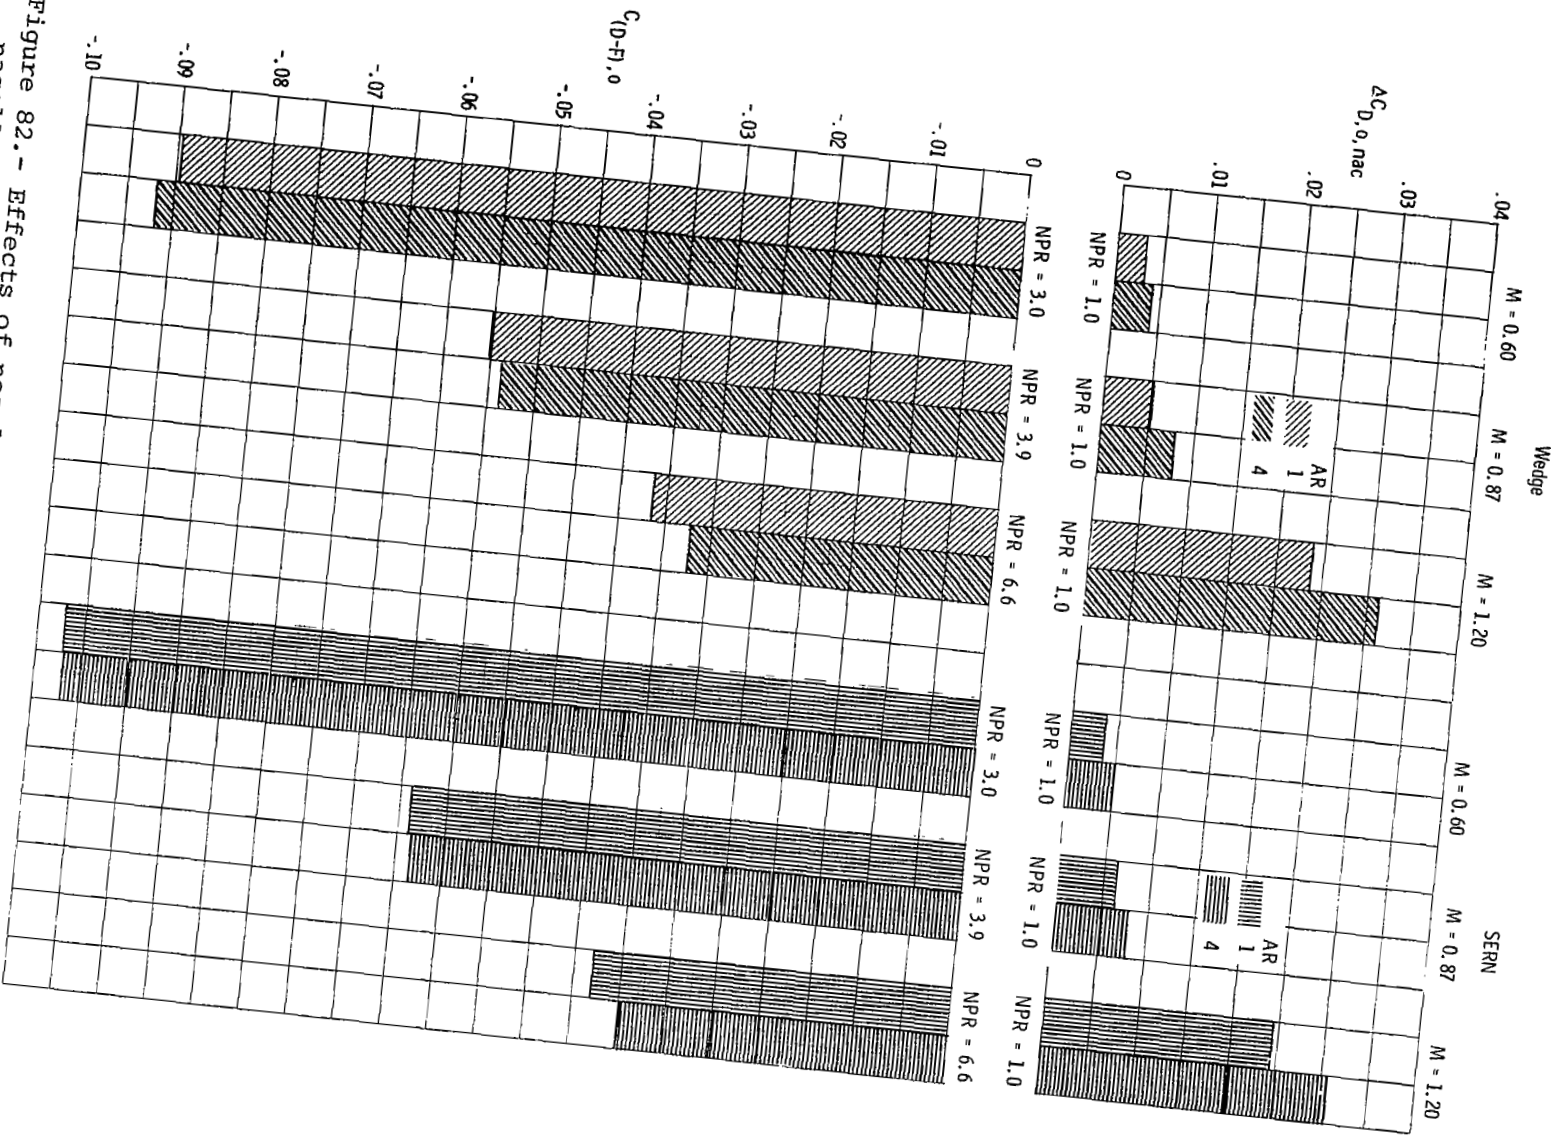 Wedge
SERN
M = 0.60
M = 0.87
M = 1.20
M = 0.60
M = 0.87
M = 1.20
.04
.03
.02
.01
0
ΔC D, o, nac
AR
1
4
AR
1
4
NPR = 1.0
NPR = 1.0
NPR = 1.0
NPR = 1.0
NPR = 1.0
NPR = 1.0
NPR = 3.0
NPR = 3.9
NPR = 6.6
NPR = 3.0
NPR = 3.9
NPR = 6.6
0
-.01
-.02
-.03
-.04
-.05
-.06
-.07
-.08
-.09
-.10
C (D-F), o
Figure 82.- Effects of